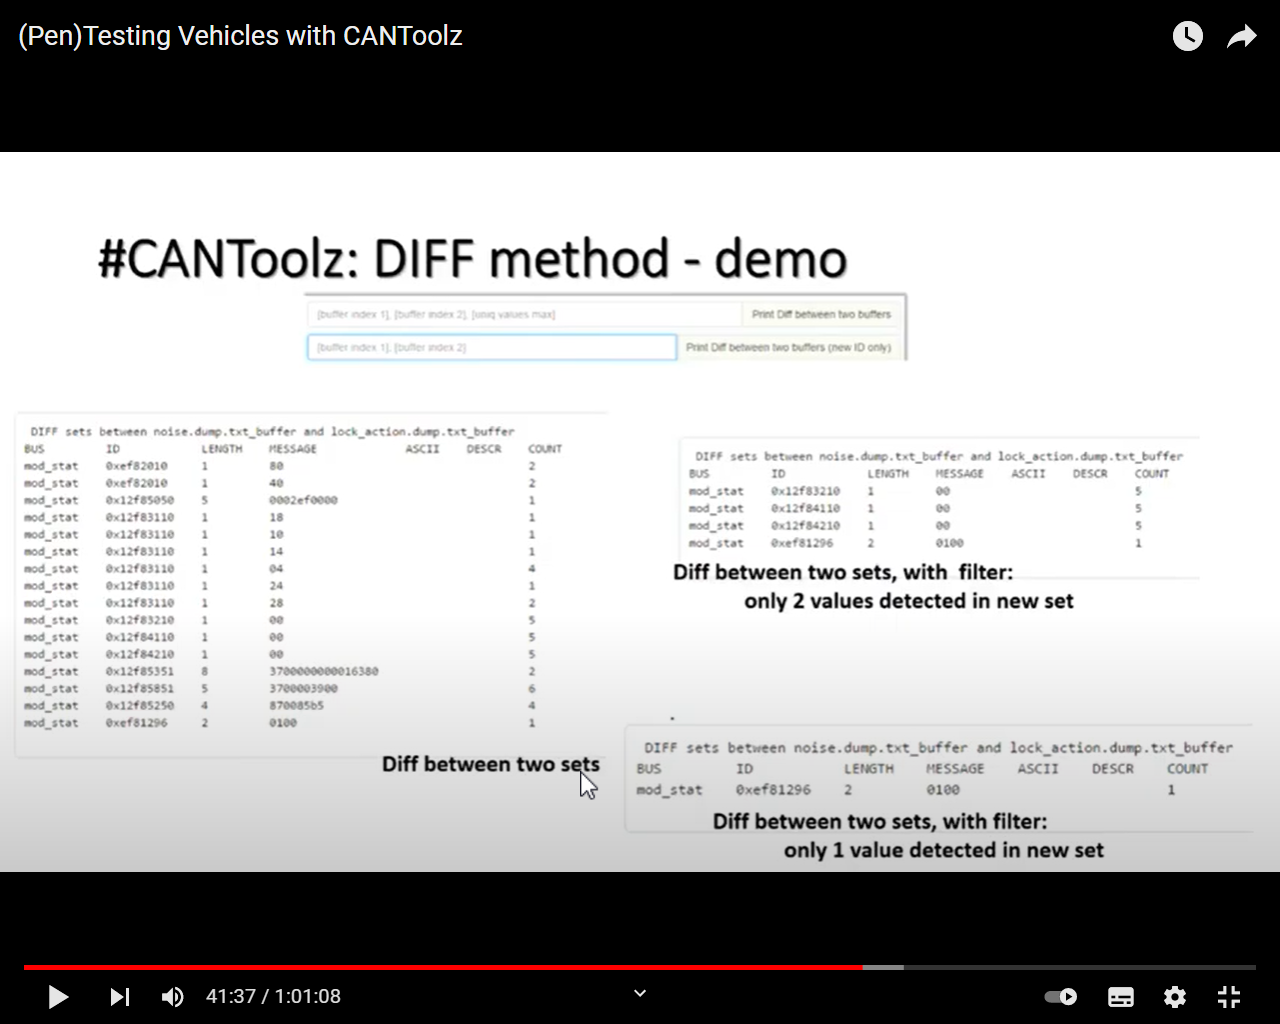 (Pen)Testing Vehicles with CANToolz
#CANToolz: DIFF method - demo
[buffer index 1], [buffer index 2], [uniq values max] Print Diff between two buffers
[buffer index 1], [buffer index 2] Print Diff between two buffers (new ID only)
DIFF sets between noise.dump.txt_buffer and lock_action.dump.txt_buffer
BUS ID LENGTH MESSAGE ASCII DESCR COUNT
mod_stat 0xef82010 1 80 2
mod_stat 0xef82010 1 40 2
mod_stat 0x12f85050 5 0002ef0000 1
mod_stat 0x12f83110 1 18 1
mod_stat 0x12f83110 1 10 1
mod_stat 0x12f83110 1 14 1
mod_stat 0x12f83110 1 04 4
mod_stat 0x12f83110 1 24 1
mod_stat 0x12f83110 1 28 2
mod_stat 0x12f83210 1 00 5
mod_stat 0x12f84110 1 00 5
mod_stat 0x12f84210 1 00 5
mod_stat 0x12f85351 8 3700000000016380 2
mod_stat 0x12f85851 5 3700003900 6
mod_stat 0x12f85250 4 870085b5 4
mod_stat 0xef81296 2 0100 1
Diff between two sets
DIFF sets between noise.dump.txt_buffer and lock_action.dump.txt_buffer
BUS ID LENGTH MESSAGE ASCII DESCR COUNT
mod_stat 0x12f83210 1 00 5
mod_stat 0x12f84110 1 00 5
mod_stat 0x12f84210 1 00 5
mod_stat 0xef81296 2 0100 1
Diff between two sets, with filter:
only 2 values detected in new set
DIFF sets between noise.dump.txt_buffer and lock_action.dump.txt_buffer
BUS ID LENGTH MESSAGE ASCII DESCR COUNT
mod_stat 0xef81296 2 0100 1
Diff between two sets, with filter:
only 1 value detected in new set
41:37 / 1:01:08